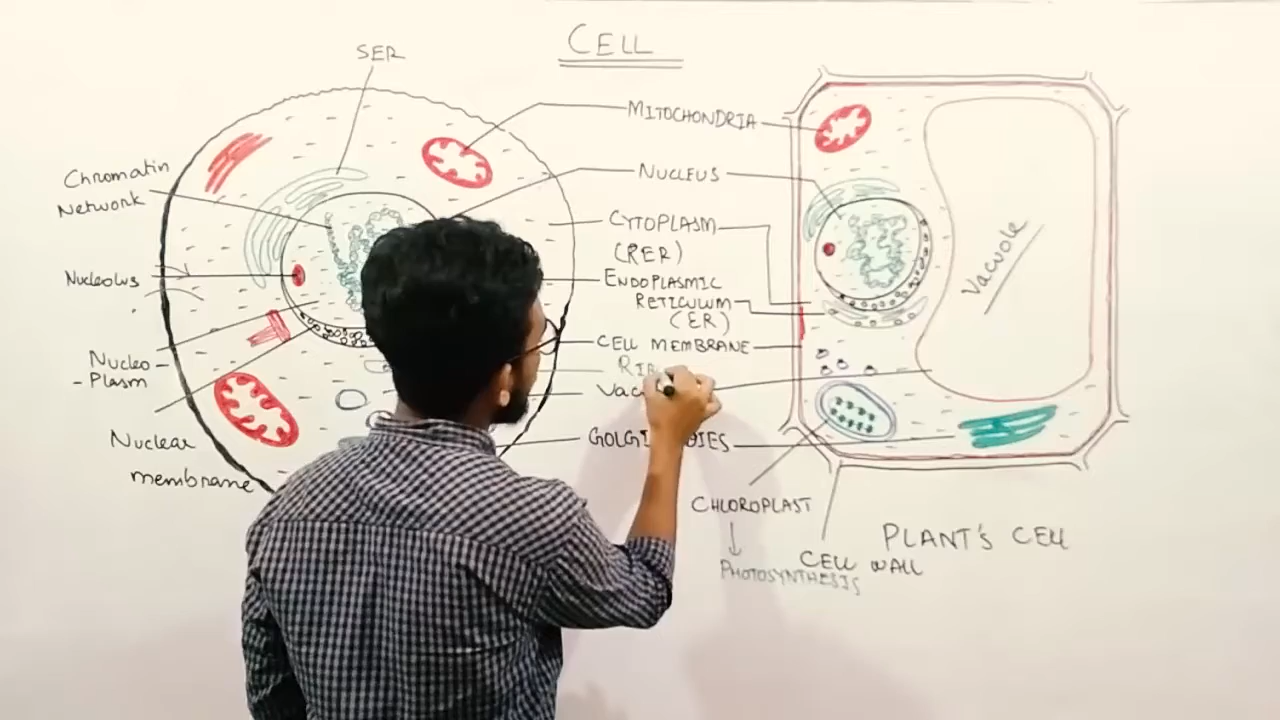 CELL
SER
MITOCHONDRIA
Chromatin
Network
NUCLEUS
CYTOPLASM
(RER)
Nucleolus
ENDOPLASMIC
RETICULUM
(ER)
CELL MEMBRANE
Nucleo
-Plasm
Nuclear
membrane
Vacuole
CHLOROPLAST
PHOTOSYNTHESIS
CELL WALL
PLANT'S CELL